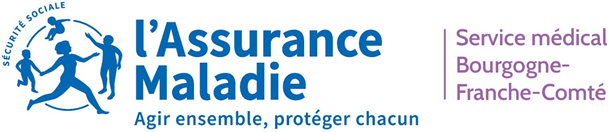 SÉCURITÉ SOCIALE
l'Assurance
Maladie
Agir ensemble, protéger chacun
Service médical
Bourgogne-
Franche-Comté